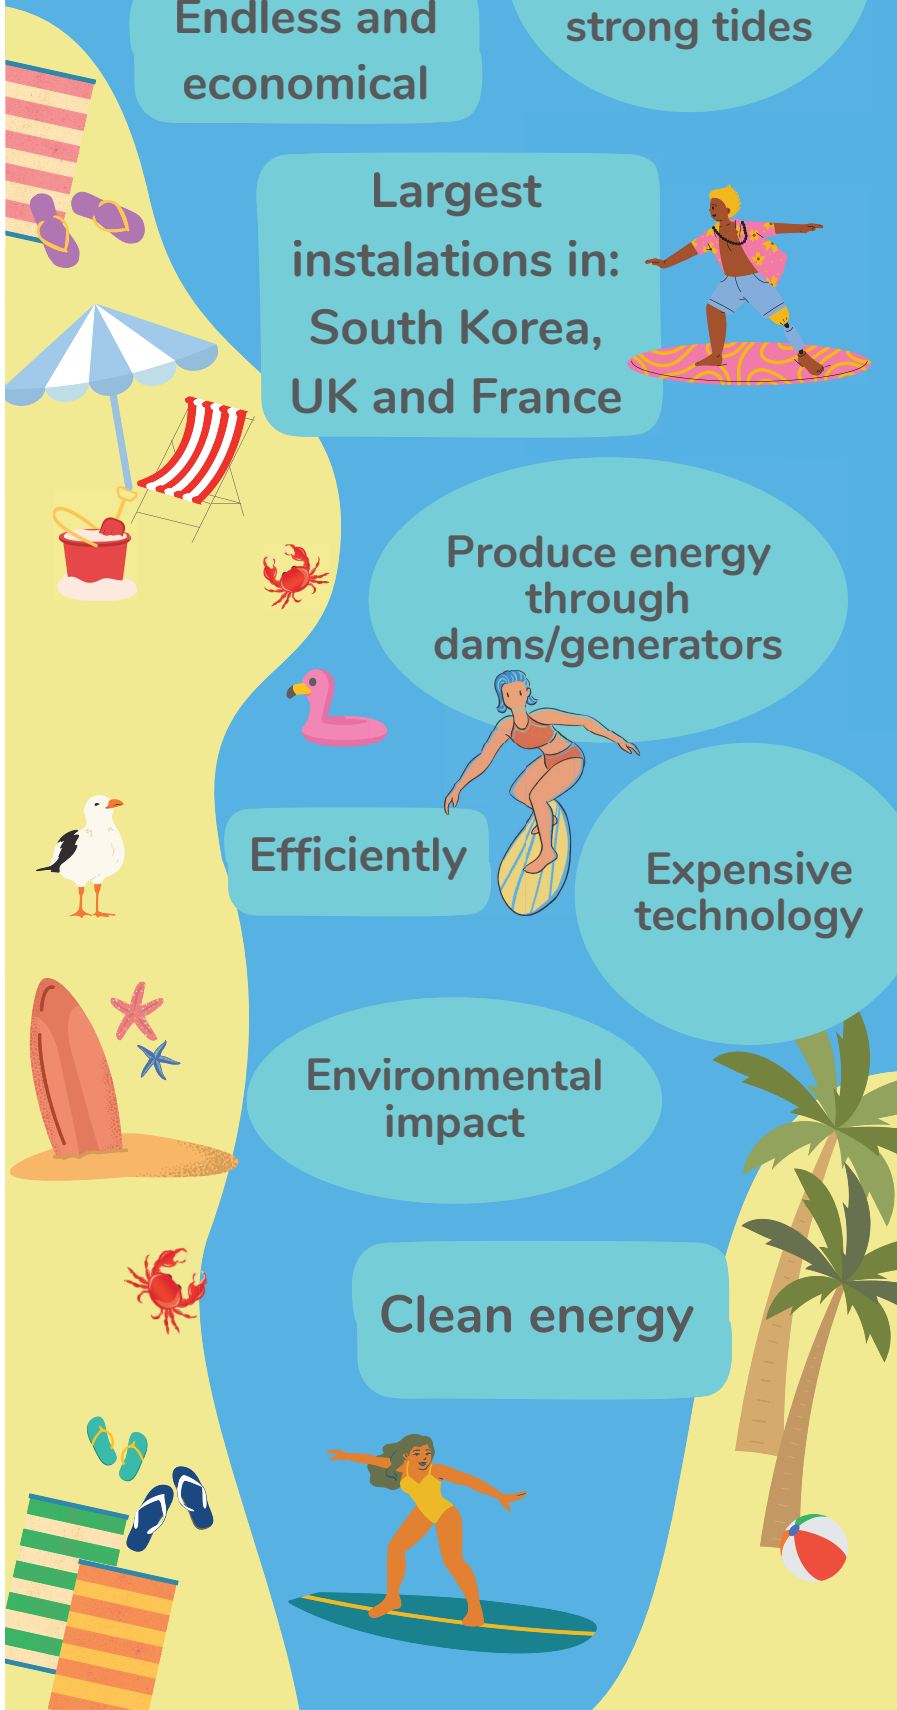 Endless and
economical
strong tides
Largest
instalations in:
South Korea,
UK and France
Produce energy
through
dams/generators
Efficiently
Expensive
technology
Environmental
impact
Clean energy